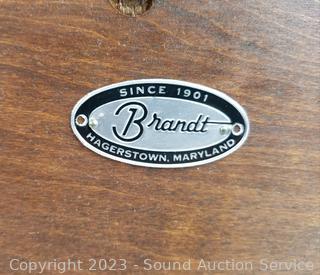 SINCE 1901
Brandt
HAGERSTOWN, MARYLAND
Copyright 2023 - Sound Auction Service